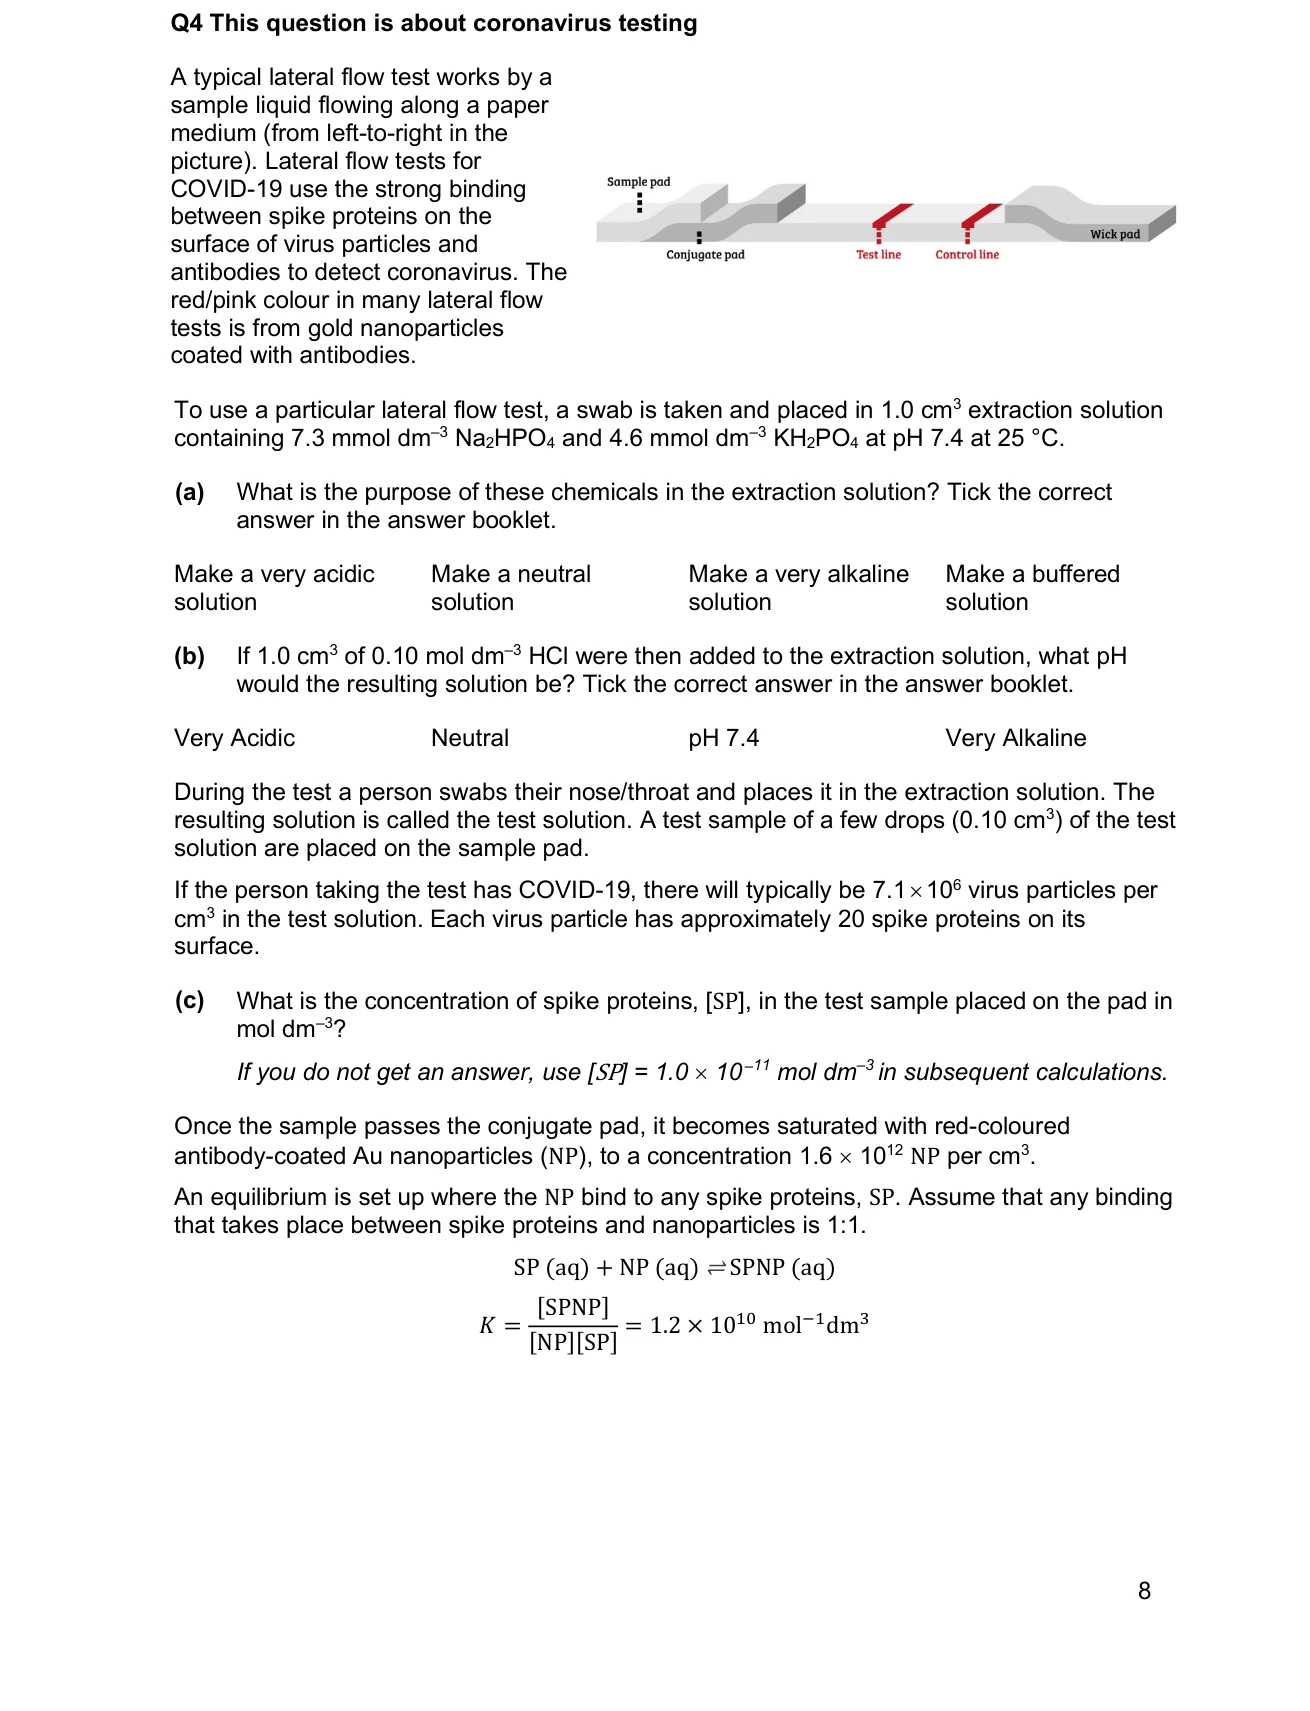 Q4 This question is about coronavirus testing
A typical lateral flow test works by a
sample liquid flowing along a paper
medium (from left-to-right in the
picture). Lateral flow tests for
COVID-19 use the strong binding
between spike proteins on the
surface of virus particles and
antibodies to detect coronavirus. The
red/pink colour in many lateral flow
tests is from gold nanoparticles
coated with antibodies.
Sample pad
Conjugate pad
Test line
Control line
Wick pad
To use a particular lateral flow test, a swab is taken and placed in 1.0 cm³ extraction solution
containing 7.3 mmol dm⁻³ Na₂HPO₄ and 4.6 mmol dm⁻³ KH₂PO₄ at pH 7.4 at 25 °C.
(a) What is the purpose of these chemicals in the extraction solution? Tick the correct
answer in the answer booklet.
Make a very acidic Make a neutral Make a very alkaline Make a buffered
solution solution solution solution
(b) If 1.0 cm³ of 0.10 mol dm⁻³ HCl were then added to the extraction solution, what pH
would the resulting solution be? Tick the correct answer in the answer booklet.
Very Acidic Neutral pH 7.4 Very Alkaline
During the test a person swabs their nose/throat and places it in the extraction solution. The
resulting solution is called the test solution. A test sample of a few drops (0.10 cm³) of the test
solution are placed on the sample pad.
If the person taking the test has COVID-19, there will typically be 7.1 × 10⁶ virus particles per
cm³ in the test solution. Each virus particle has approximately 20 spike proteins on its
surface.
(c) What is the concentration of spike proteins, [SP], in the test sample placed on the pad in
mol dm⁻³?
If you do not get an answer, use [SP] = 1.0 × 10⁻¹¹ mol dm⁻³ in subsequent calculations.
Once the sample passes the conjugate pad, it becomes saturated with red-coloured
antibody-coated Au nanoparticles (NP), to a concentration 1.6 × 10¹² NP per cm³.
An equilibrium is set up where the NP bind to any spike proteins, SP. Assume that any binding
that takes place between spike proteins and nanoparticles is 1:1.
SP (aq) + NP (aq) ⇌ SPNP (aq)
K = [SPNP] / [NP][SP] = 1.2 × 10¹⁰ mol⁻¹dm³
8